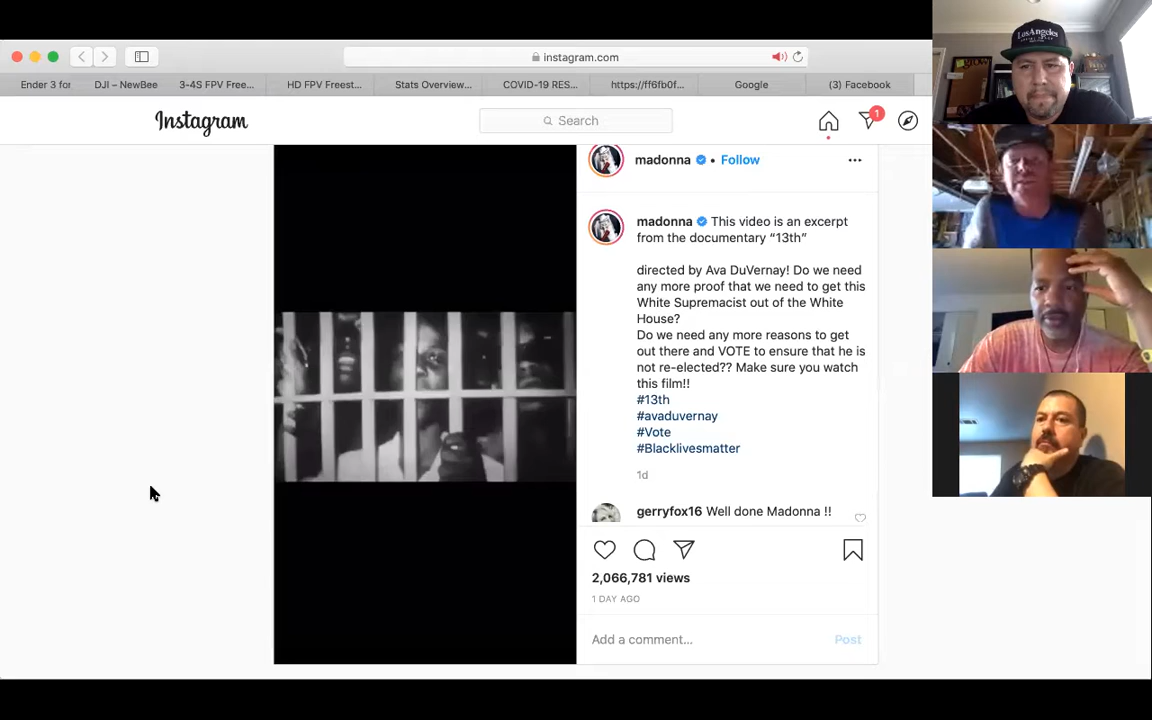 LosAngeles
instagram.com
Ender 3 for
DJI – NewBee
3-4S FPV Free...
HD FPV Freest...
Stats Overview...
COVID-19 RES...
https://ff6fb0f...
Google
(3) Facebook
Instagram
Search
1
madonna • Follow
madonna This video is an excerpt
from the documentary “13th”
directed by Ava DuVernay! Do we need
any more proof that we need to get this
White Supremacist out of the White
House?
Do we need any more reasons to get
out there and VOTE to ensure that he is
not re-elected?? Make sure you watch
this film!!
#13th
#avaduvernay
#Vote
#Blacklivesmatter
1d
gerryfox16 Well done Madonna !!
2,066,781 views
1 DAY AGO
Add a comment...
Post